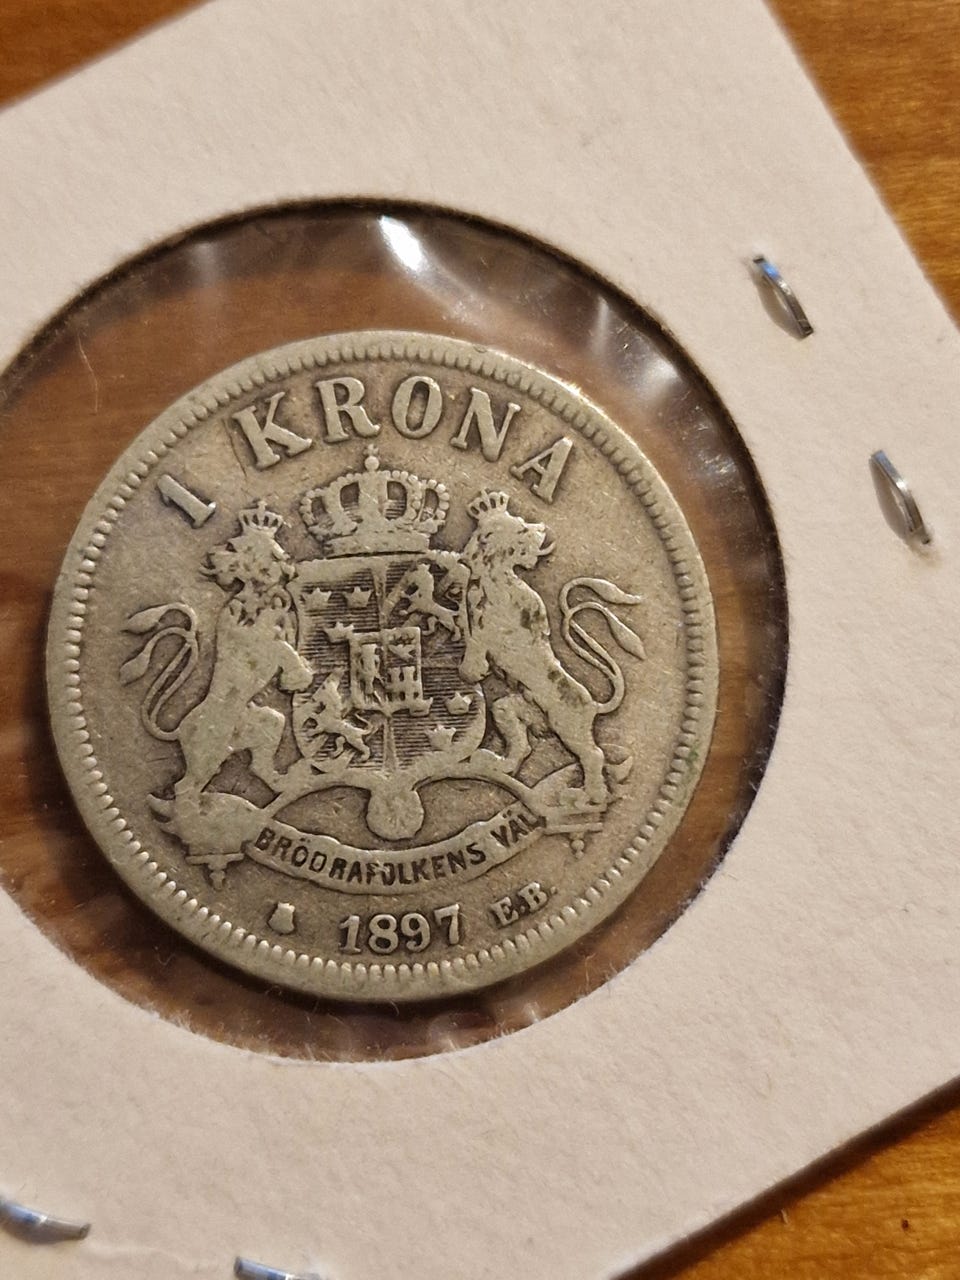 1 KRONA
BRÖDRAFOLKENS VÄL
1897 E.B.